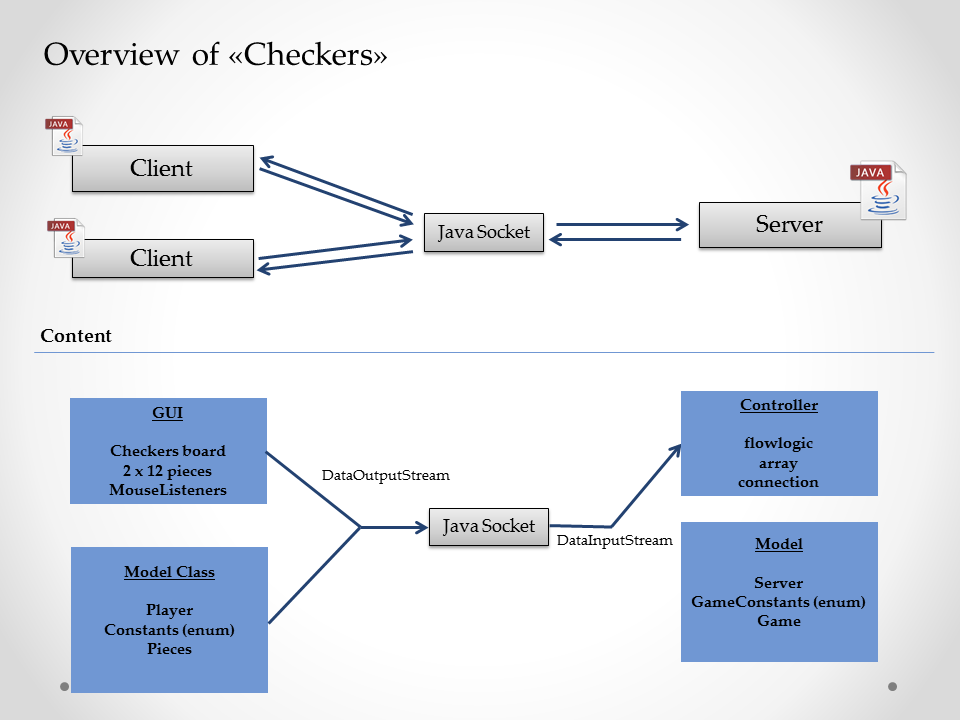 Overview of «Checkers»
JAVA
Client
JAVA
Client
Java Socket
JAVA
Server
Content
GUI
Checkers board
2 x 12 pieces
MouseListeners
DataOutputStream
Java Socket
DataInputStream
Controller
flowlogic
array
connection
Model Class
Player
Constants (enum)
Pieces
Model
Server
GameConstants (enum)
Game